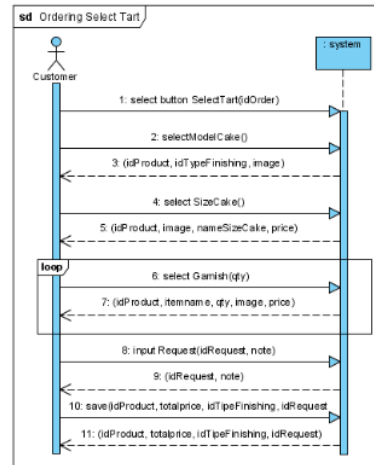 sd Ordering Select Tart
: system
Customer
1: select button SelectTart(idOrder)
2: selectModelCake()
3: (idProduct, idTypeFinishing, image)
4: select SizeCake()
5: (idProduct, image, nameSizeCake, price)
loop
6: select Garnish(qty)
7: (idProduct, itemname, qty, image, price)
8: input Request(idRequest, note)
9: (idRequest, note)
10: save(idProduct, totalprice, idTipeFinishing, idRequest
11: (idProduct, totalprice, idTipeFinishing, idRequest)